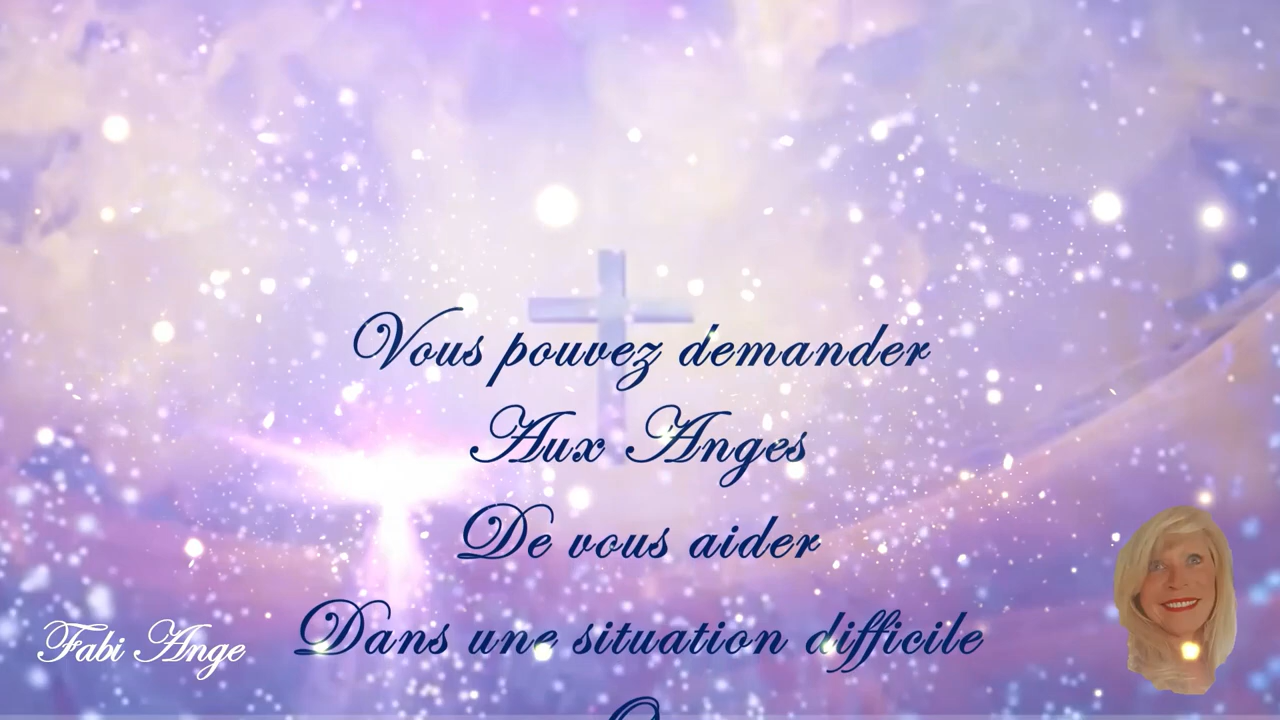 Vous pouvez demander
Aux Anges
De vous aider
Dans une situation difficile
Fabi Ange